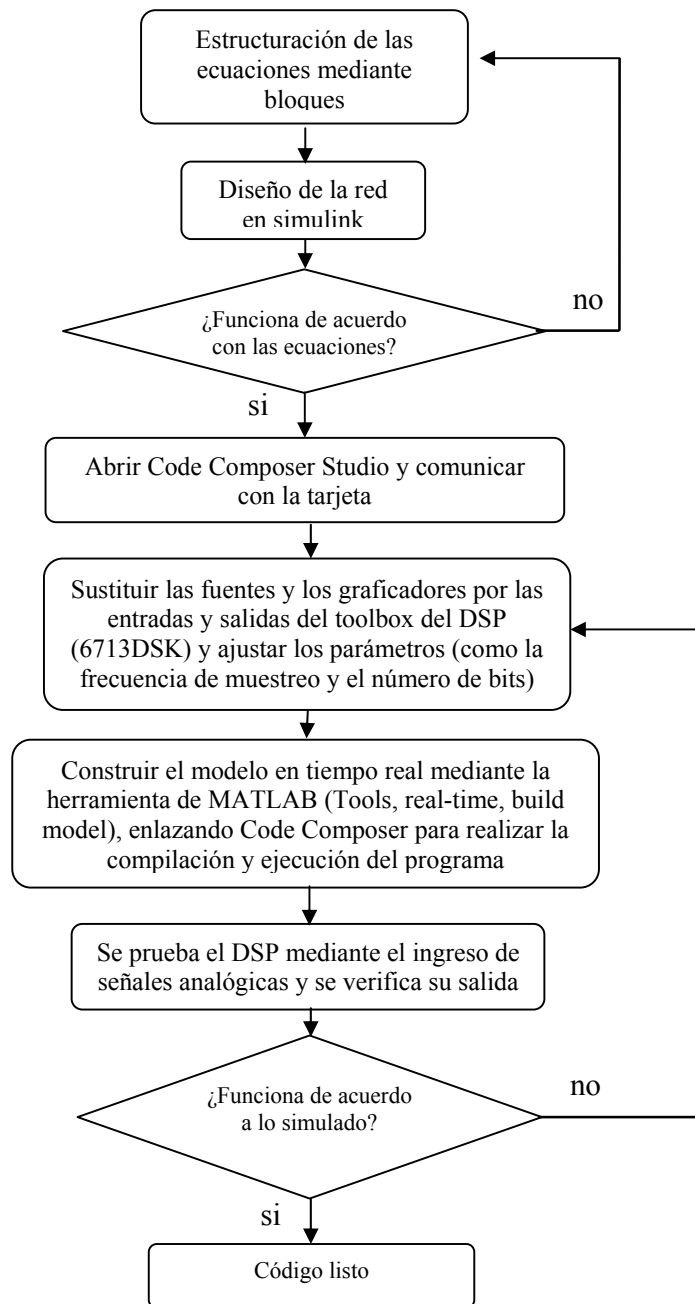 Estructuración de las
ecuaciones mediante
bloques
Diseño de la red
en simulink
¿Funciona de acuerdo
con las ecuaciones?
no
si
Abrir Code Composer Studio y comunicar
con la tarjeta
Sustituir las fuentes y los graficadores por las
entradas y salidas del toolbox del DSP
(6713DSK) y ajustar los parámetros (como la
frecuencia de muestreo y el número de bits)
Construir el modelo en tiempo real mediante la
herramienta de MATLAB (Tools, real-time, build
model), enlazando Code Composer para realizar la
compilación y ejecución del programa
Se prueba el DSP mediante el ingreso de
señales analógicas y se verifica su salida
¿Funciona de acuerdo
a lo simulado?
no
si
Código listo